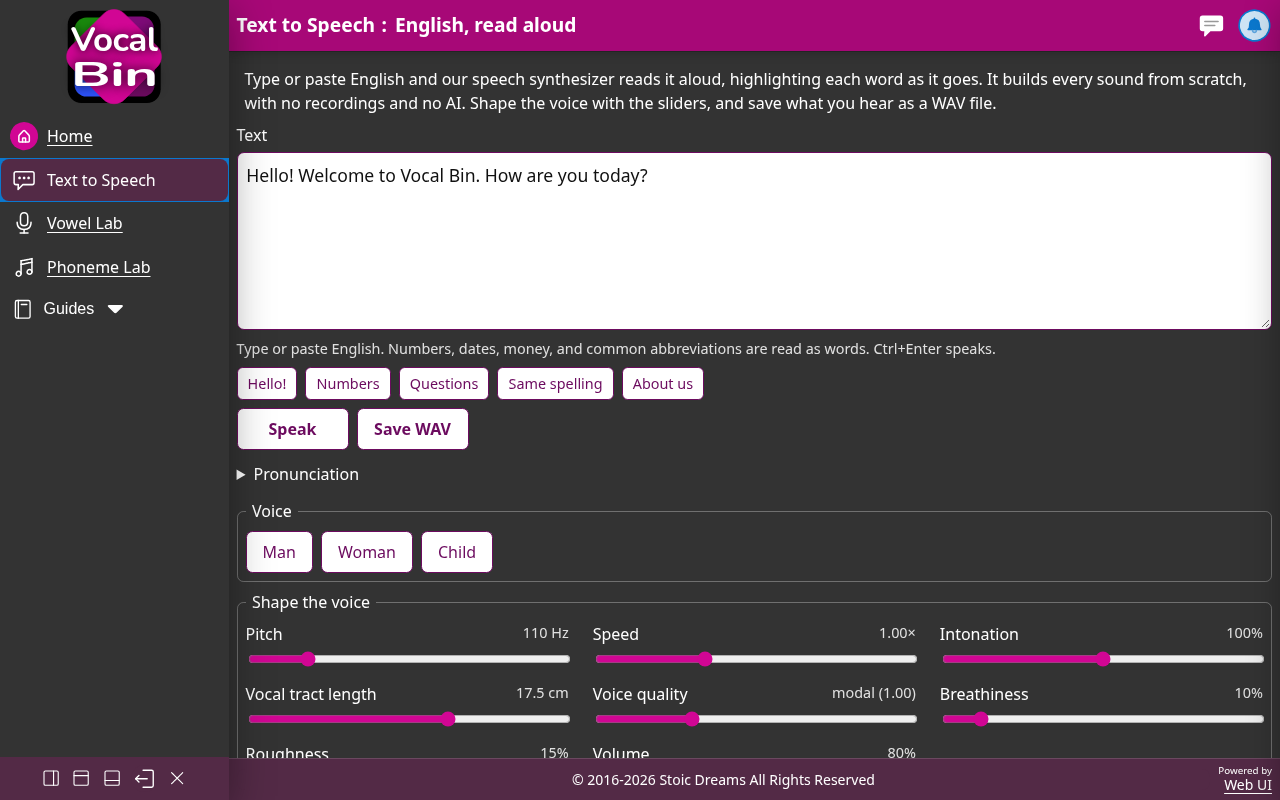 Vocal
Bin
Home
Text to Speech
Vowel Lab
Phoneme Lab
Guides
Text to Speech : English, read aloud
Type or paste English and our speech synthesizer reads it aloud, highlighting each word as it goes. It builds every sound from scratch,
with no recordings and no AI. Shape the voice with the sliders, and save what you hear as a WAV file.
Text
Hello! Welcome to Vocal Bin. How are you today?
Type or paste English. Numbers, dates, money, and common abbreviations are read as words. Ctrl+Enter speaks.
Hello! Numbers Questions Same spelling About us
Speak Save WAV
Pronunciation
Voice
Man Woman Child
Shape the voice
Pitch 110 Hz Speed 1.00× Intonation 100%
Vocal tract length 17.5 cm Voice quality modal (1.00) Breathiness 10%
Roughness 15% Volume 80%
© 2016-2026 Stoic Dreams All Rights Reserved
Powered by
Web UI